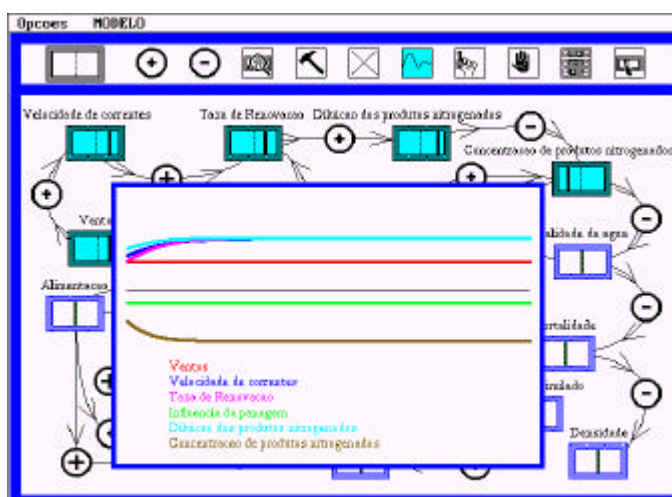 Opcoes MODELO
Velocidade de correntes
Taxa de Renovacao
Diluicao dos produtos nitrogenados
Concentracao de produtos nitrogenados
Vento
alidade da agua
Alimentacao
ortalidade
imulado
Densidade
Ventos
Velocidade de correntes
Taxa de Renovacao
Influencia da
Diluicao dos produtos nitrogenados
Concentracao de produtos nitrogenados